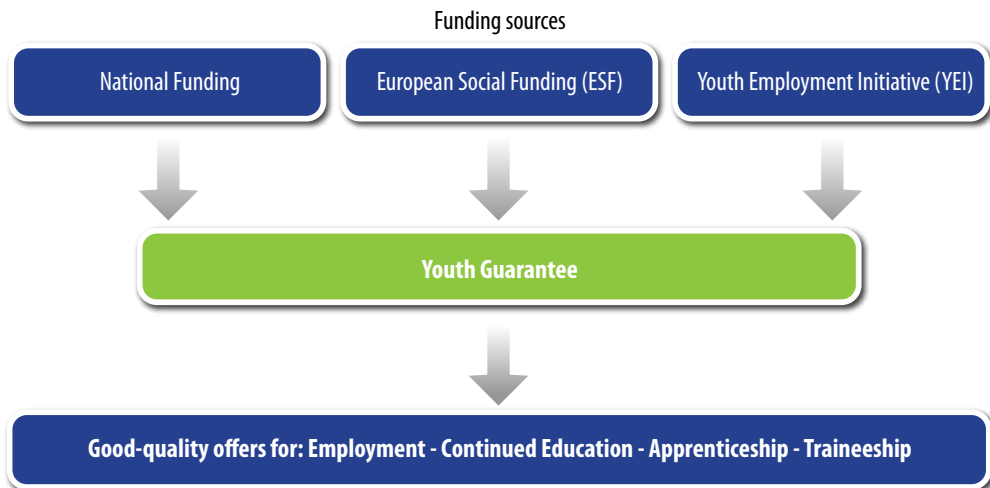 Funding sources
National Funding
European Social Funding (ESF)
Youth Employment Initiative (YEI)
Youth Guarantee
Good-quality offers for: Employment - Continued Education - Apprenticeship - Traineeship